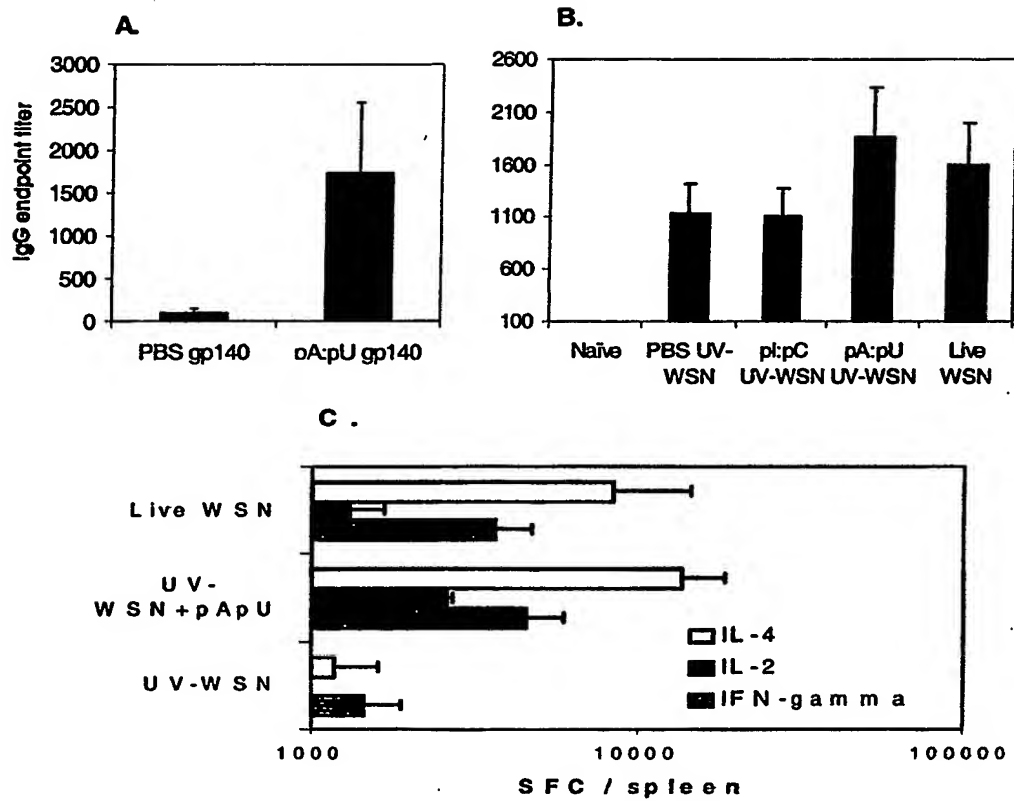 A.
IgG endpoint titer
3000
2500
2000
1500
1000
500
0
PBS gp140
pA:pU gp140
B.
2600
2100
1600
1100
600
100
Naïve
PBS UV-
WSN
pI:pC
UV-WSN
pA:pU
UV-WSN
Live
WSN
C.
Live WSN
UV-
WSN+pApU
UV-WSN
IL-4
IL-2
IFN-gamma
1000
10000
100000
SFC / spleen